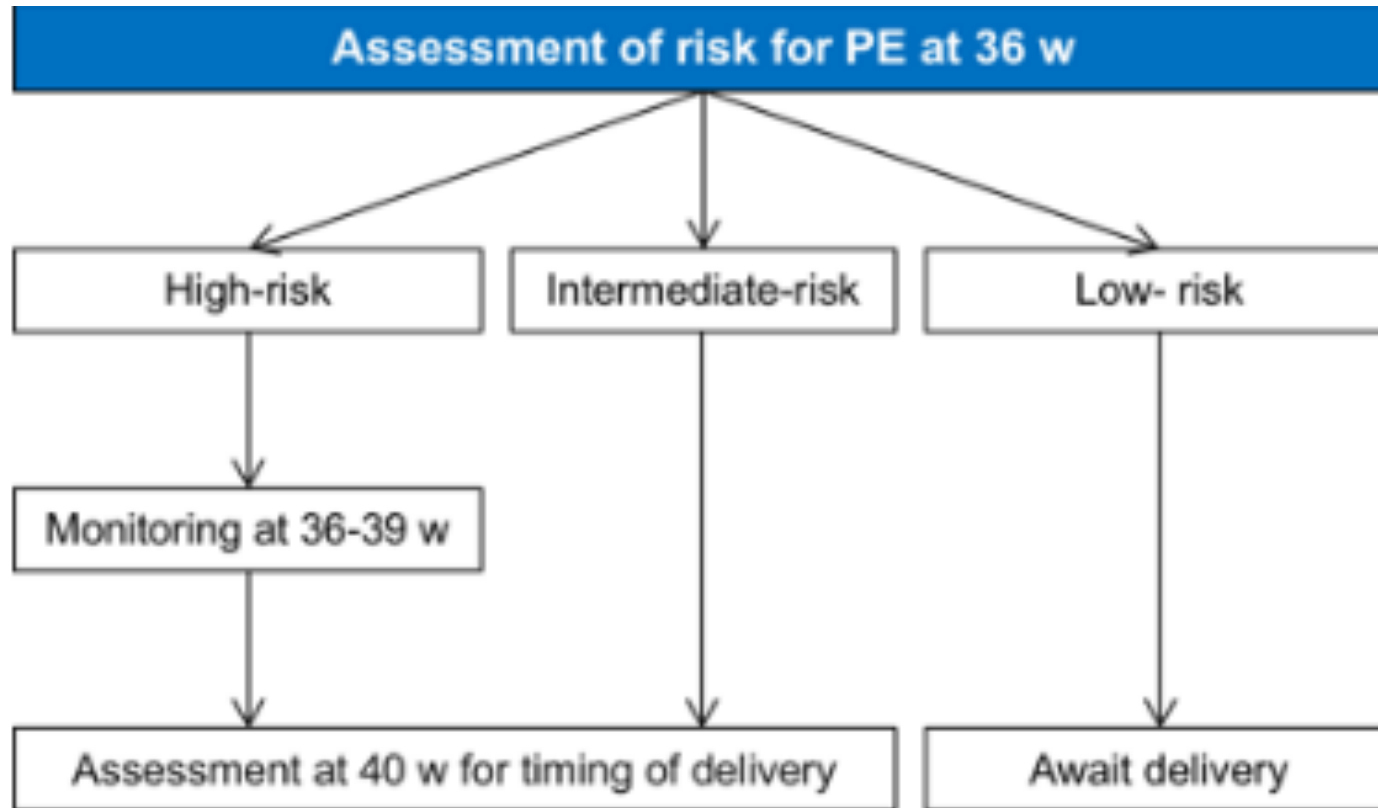 Assessment of risk for PE at 36 w
High-risk
Intermediate-risk
Low- risk
Monitoring at 36-39 w
Assessment at 40 w for timing of delivery
Await delivery